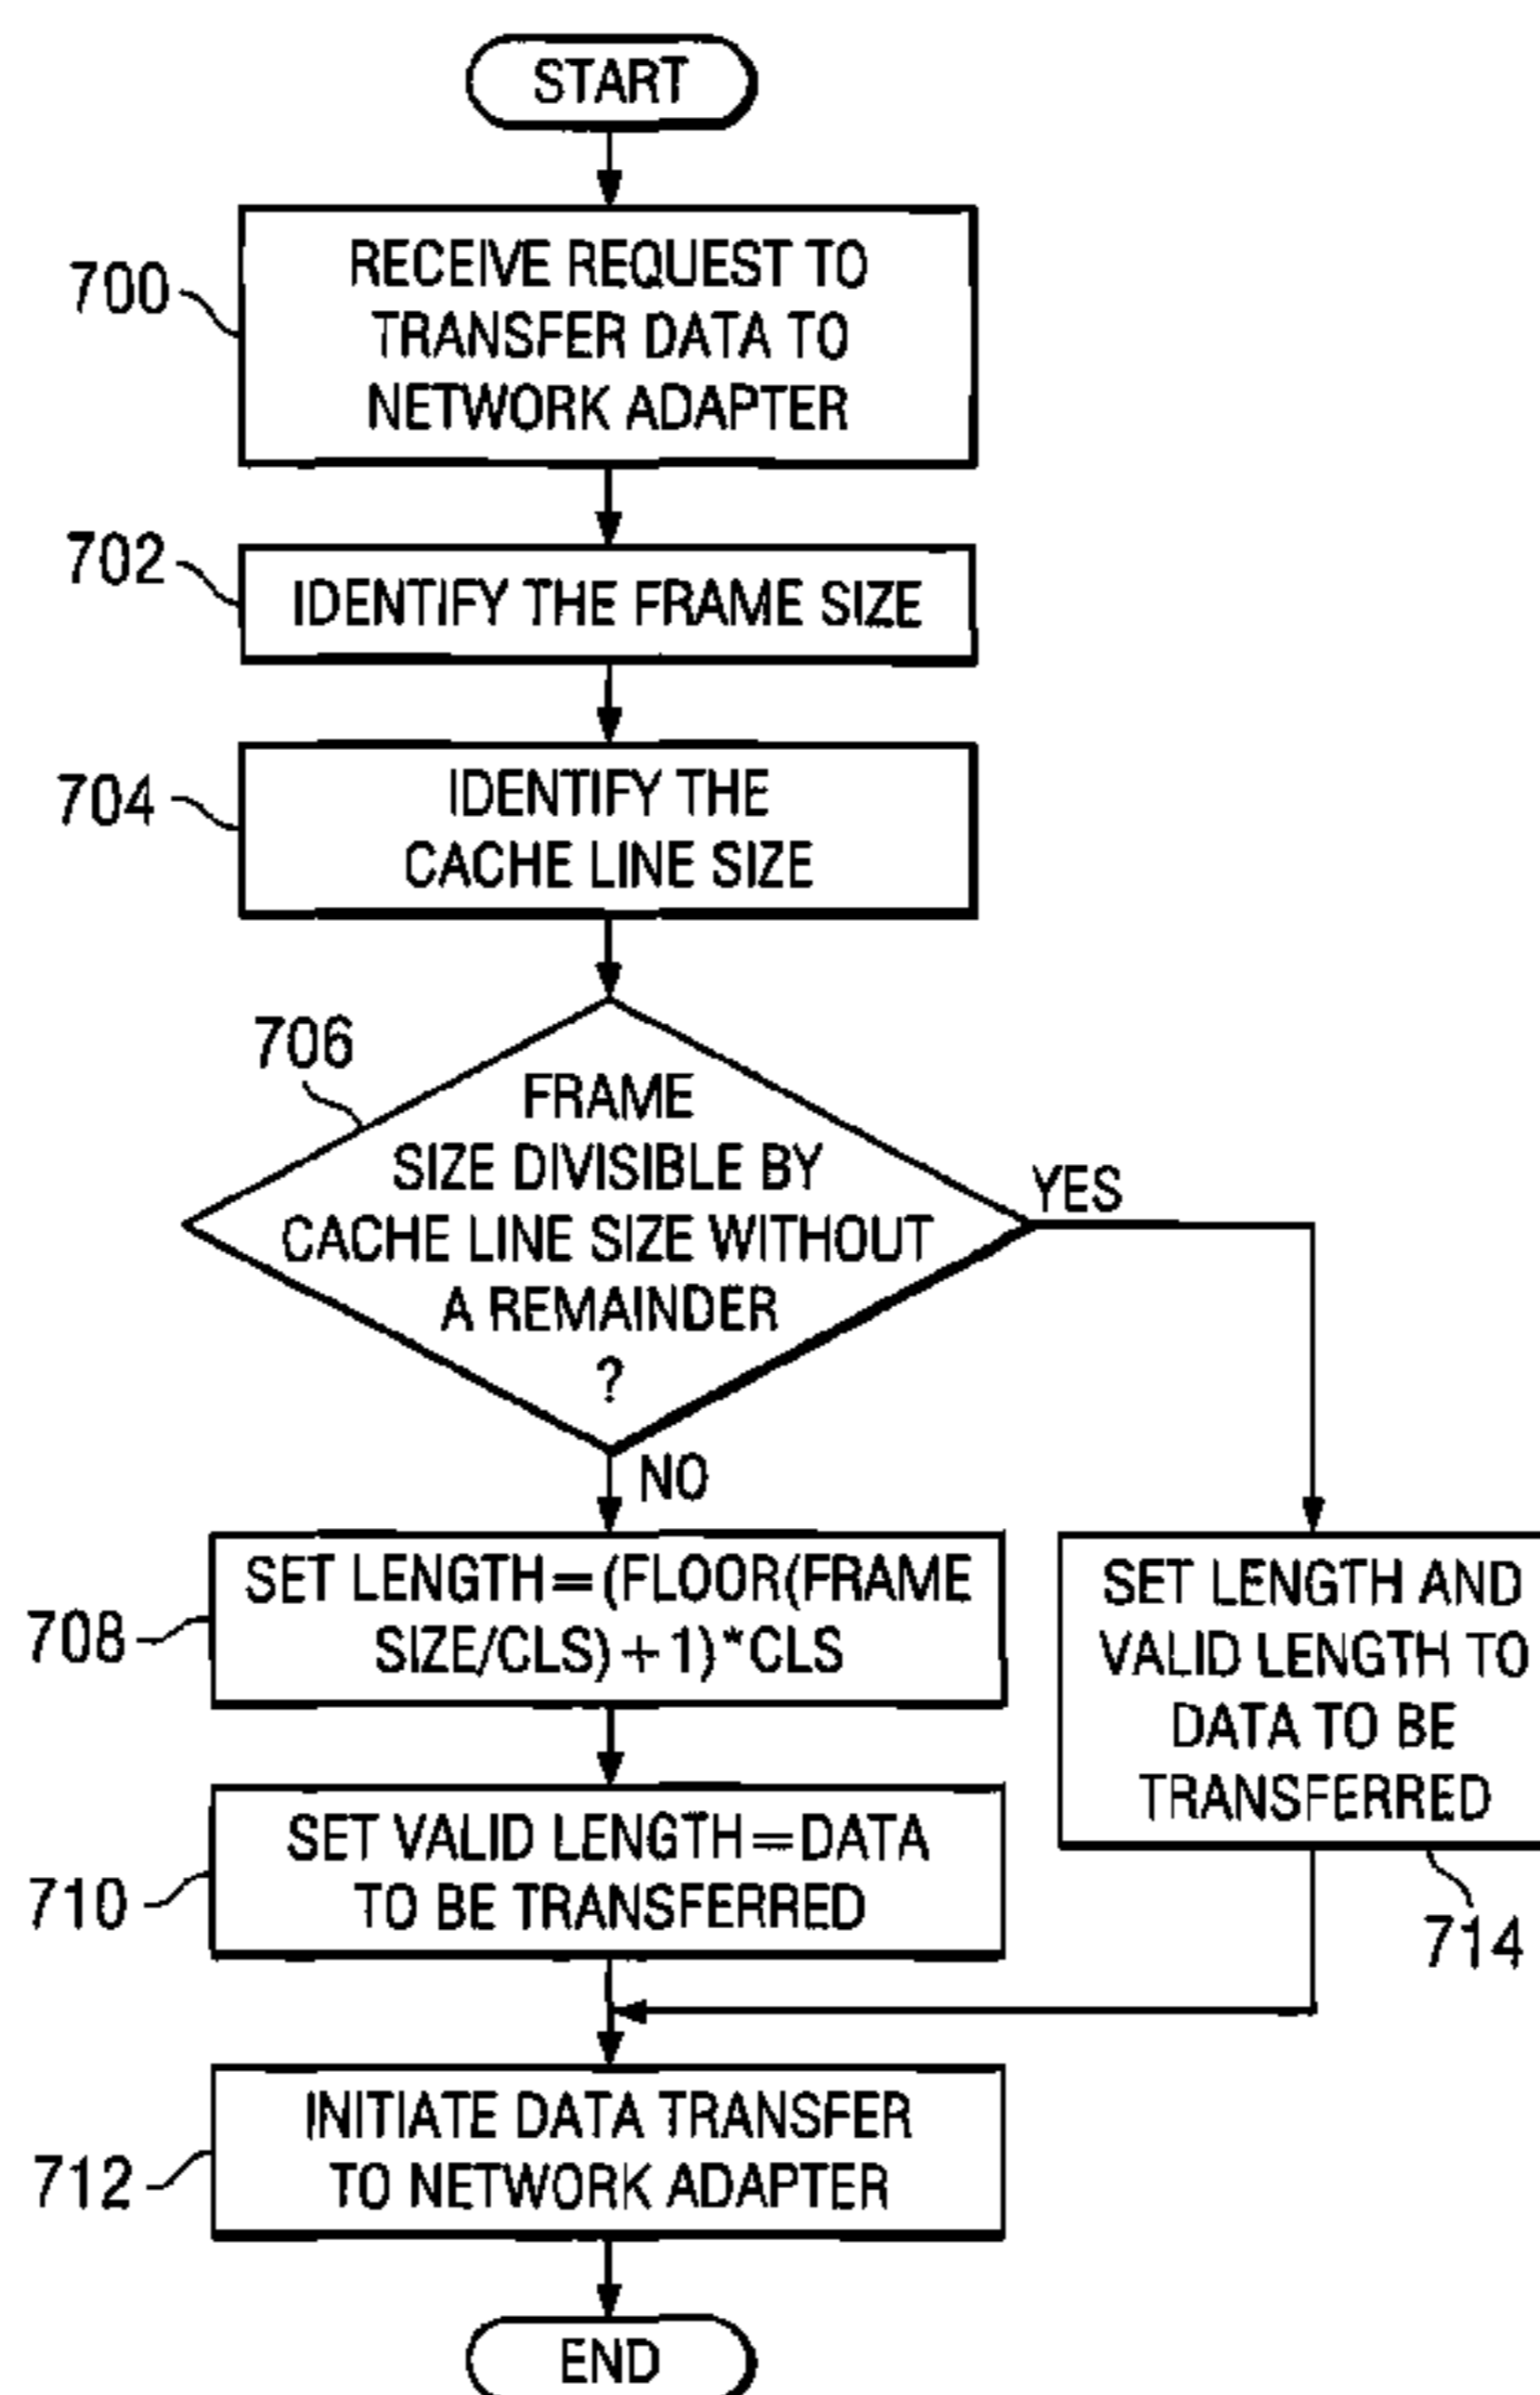 START
700
RECEIVE REQUEST TO
TRANSFER DATA TO
NETWORK ADAPTER
702
IDENTIFY THE FRAME SIZE
704
IDENTIFY THE
CACHE LINE SIZE
706
FRAME
SIZE DIVISIBLE BY
CACHE LINE SIZE WITHOUT
A REMAINDER
?
YES
NO
708
SET LENGTH=(FLOOR(FRAME
SIZE/CLS)+1)*CLS
SET LENGTH AND
VALID LENGTH TO
DATA TO BE
TRANSFERRED
714
710
SET VALID LENGTH=DATA
TO BE TRANSFERRED
712
INITIATE DATA TRANSFER
TO NETWORK ADAPTER
END